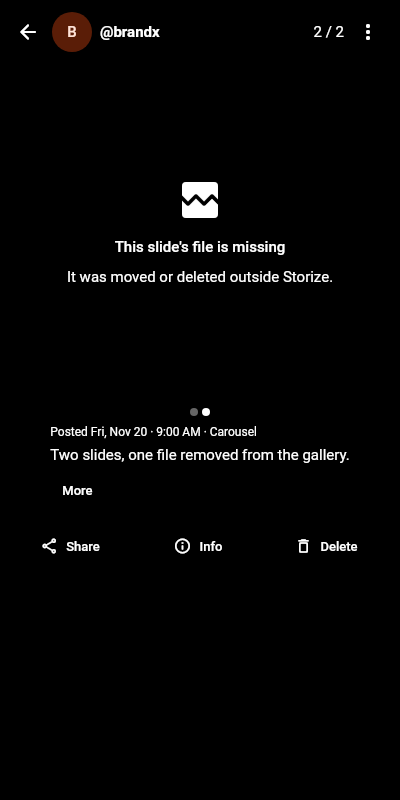 B @brandx 2 / 2
This slide's file is missing
It was moved or deleted outside Storize.
Posted Fri, Nov 20 · 9:00 AM · Carousel
Two slides, one file removed from the gallery.
More
Share Info Delete